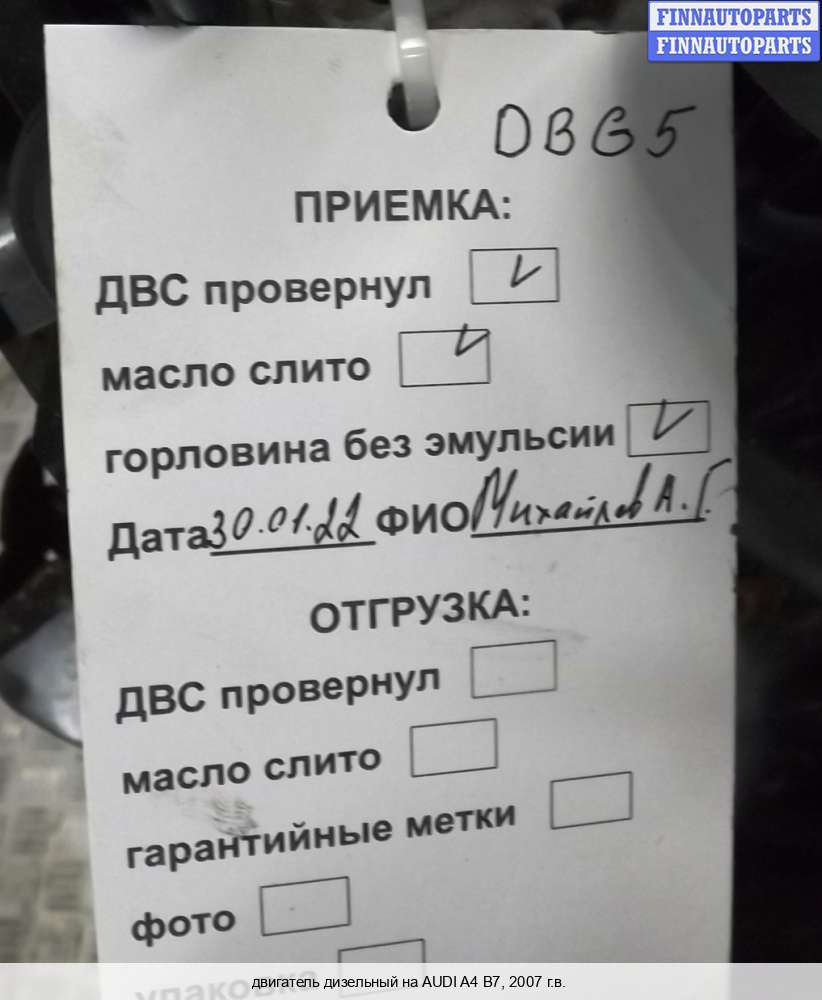 FINNAUTOPARTS
FINNAUTOPARTS
DBG5
ПРИЕМКА:
ДВС провернул
масло слито
горловина без эмульсии
Дата 30.01.22 ФИО Михайлов А.Г.
ОТГРУЗКА:
ДВС провернул
масло слито
гарантийные метки
фото
упаковка
двигатель дизельный на AUDI A4 B7, 2007 г.в.